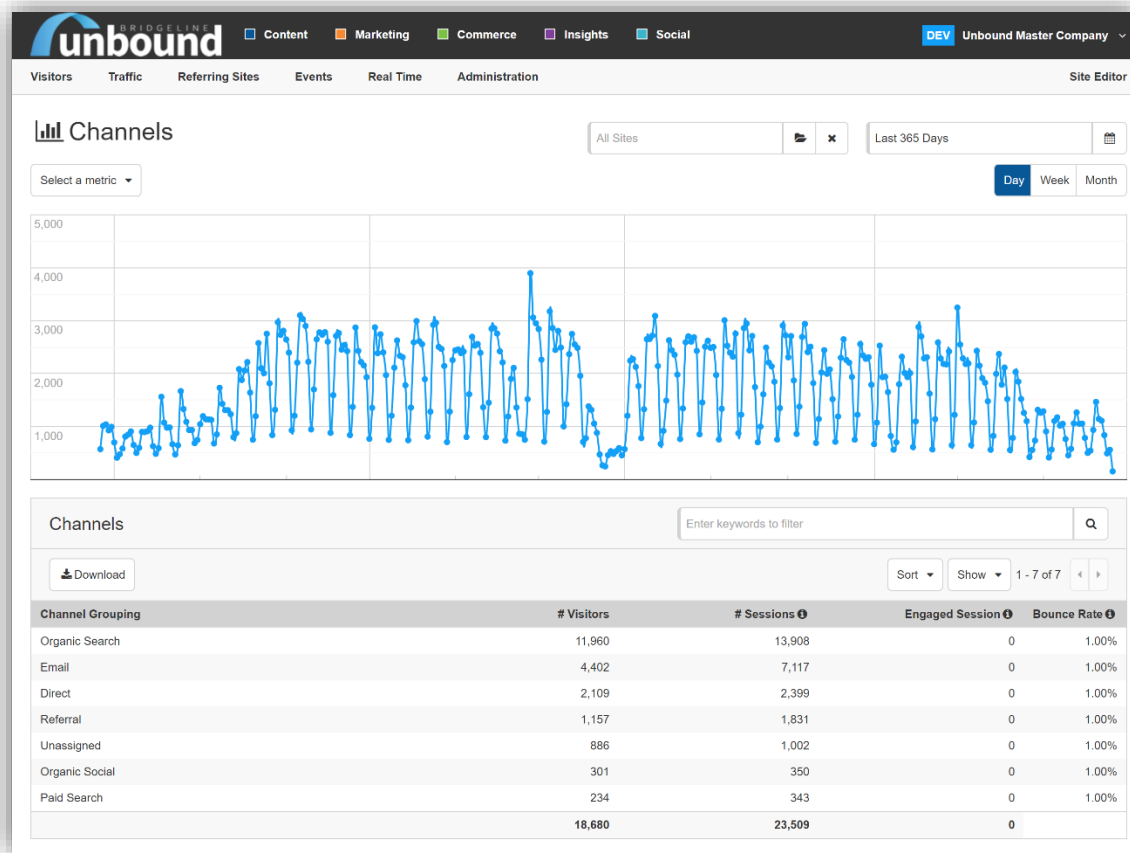 BRIDGELINE
unbound
Content Marketing Commerce Insights Social DEV Unbound Master Company
Visitors Traffic Referring Sites Events Real Time Administration Site Editor
Channels
All Sites
Last 365 Days
Select a metric
Day Week Month
5,000
4,000
3,000
2,000
1,000
Channels
Enter keywords to filter
Download
Sort Show 1 - 7 of 7
Channel Grouping # Visitors # Sessions Engaged Session Bounce Rate
Organic Search 11,960 13,908 0 1.00%
Email 4,402 7,117 0 1.00%
Direct 2,109 2,399 0 1.00%
Referral 1,157 1,831 0 1.00%
Unassigned 886 1,002 0 1.00%
Organic Social 301 350 0 1.00%
Paid Search 234 343 0 1.00%
18,680 23,509 0